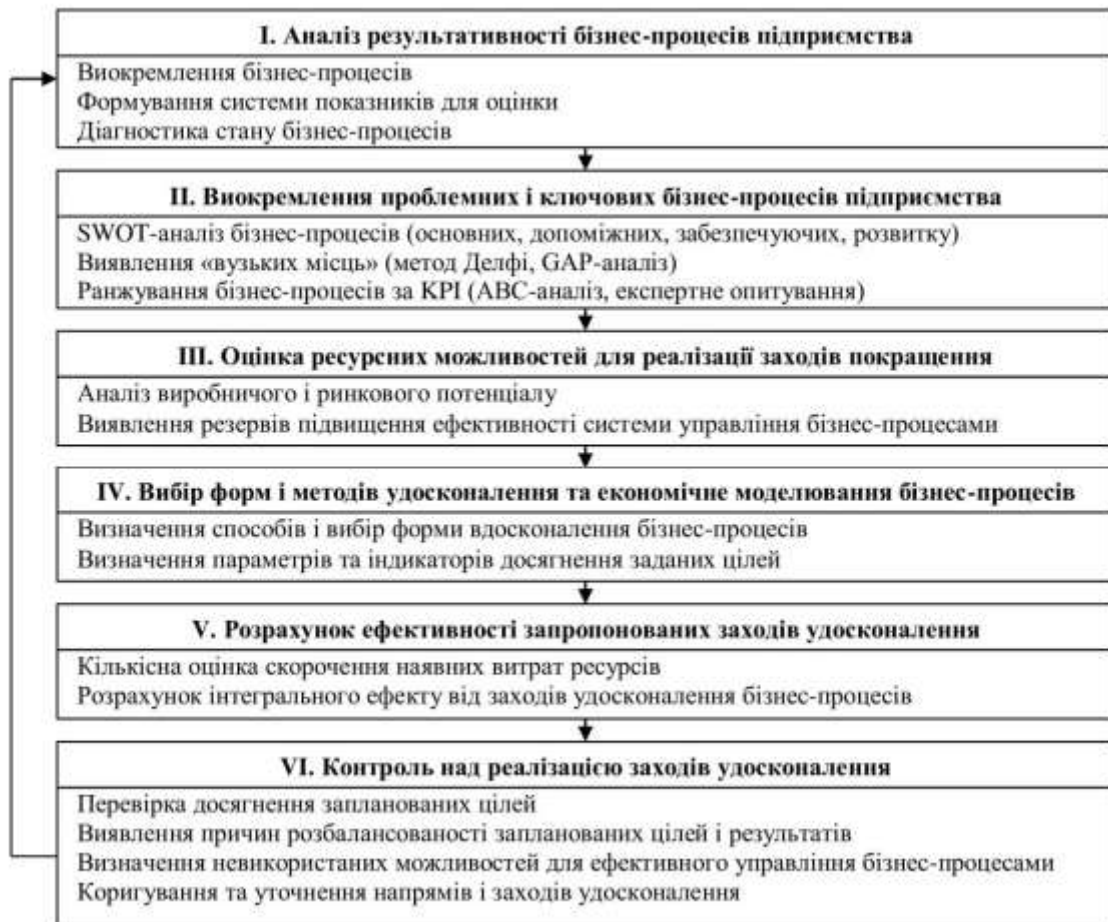 I. Аналіз результативності бізнес-процесів підприємства
Виокремлення бізнес-процесів
Формування системи показників для оцінки
Діагностика стану бізнес-процесів
II. Виокремлення проблемних і ключових бізнес-процесів підприємства
SWOT-аналіз бізнес-процесів (основних, допоміжних, забезпечуючих, розвитку)
Виявлення «вузьких місць» (метод Делфі, GAP-аналіз)
Ранжування бізнес-процесів за KPI (АВС-аналіз, експертне опитування)
III. Оцінка ресурсних можливостей для реалізації заходів покращення
Аналіз виробничого і ринкового потенціалу
Виявлення резервів підвищення ефективності системи управління бізнес-процесами
IV. Вибір форм і методів удосконалення та економічне моделювання бізнес-процесів
Визначення способів і вибір форми вдосконалення бізнес-процесів
Визначення параметрів та індикаторів досягнення заданих цілей
V. Розрахунок ефективності запропонованих заходів удосконалення
Кількісна оцінка скорочення наявних витрат ресурсів
Розрахунок інтегрального ефекту від заходів удосконалення бізнес-процесів
VI. Контроль над реалізацією заходів удосконалення
Перевірка досягнення запланованих цілей
Виявлення причин розбалансованості запланованих цілей і результатів
Визначення невикористаних можливостей для ефективного управління бізнес-процесами
Коригування та уточнення напрямів і заходів удосконалення